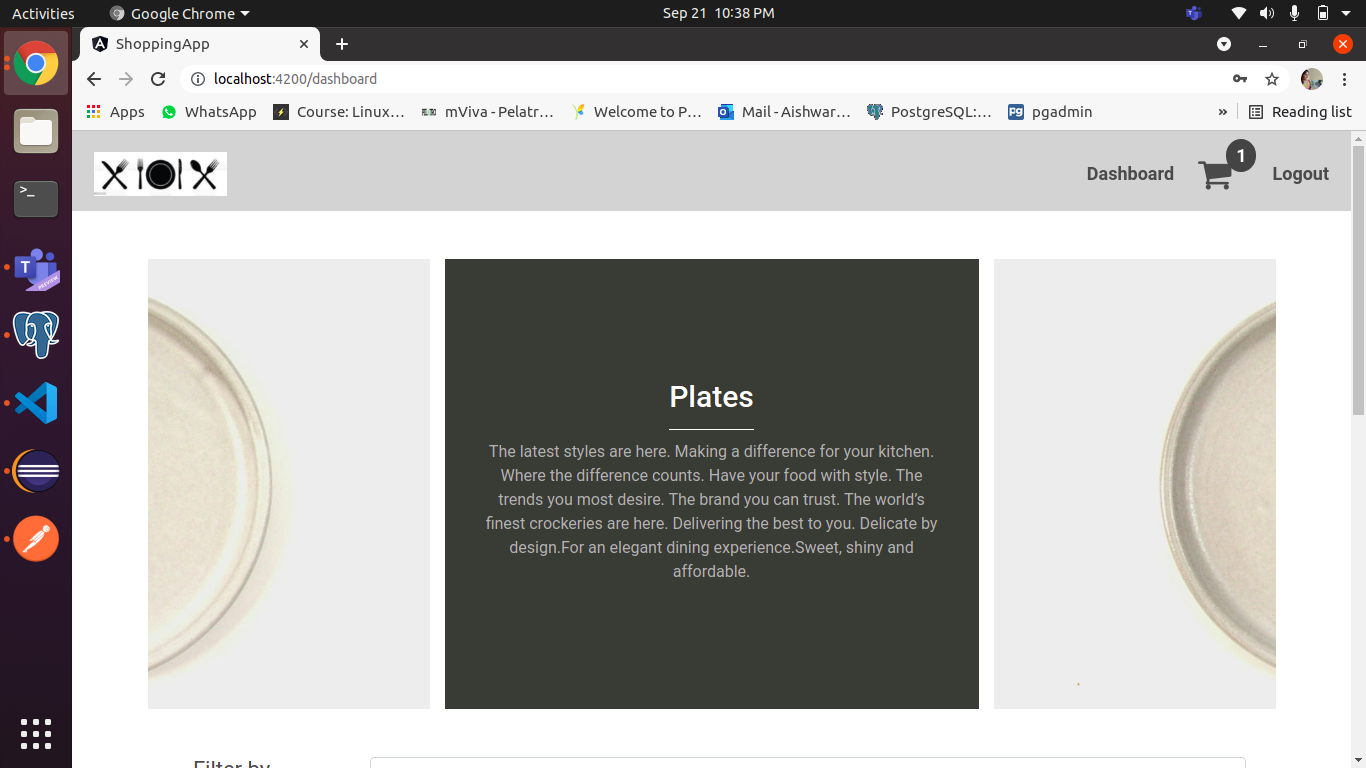 Activities
Google Chrome
Sep 21 10:38 PM
ShoppingApp
localhost:4200/dashboard
Apps
WhatsApp
Course: Linux…
mViva - Pelatr…
Welcome to P…
Mail - Aishwar…
PostgreSQL:…
pgadmin
»
Reading list
Dashboard
1
Logout
Plates
The latest styles are here. Making a difference for your kitchen.
Where the difference counts. Have your food with style. The
trends you most desire. The brand you can trust. The world’s
finest crockeries are here. Delivering the best to you. Delicate by
design.For an elegant dining experience.Sweet, shiny and
affordable.
Filter by